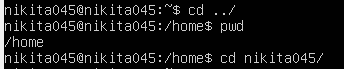 nikita045@nikita045:~$ cd ../
nikita045@nikita045:/home$ pwd
/home
nikita045@nikita045:/home$ cd nikita045/